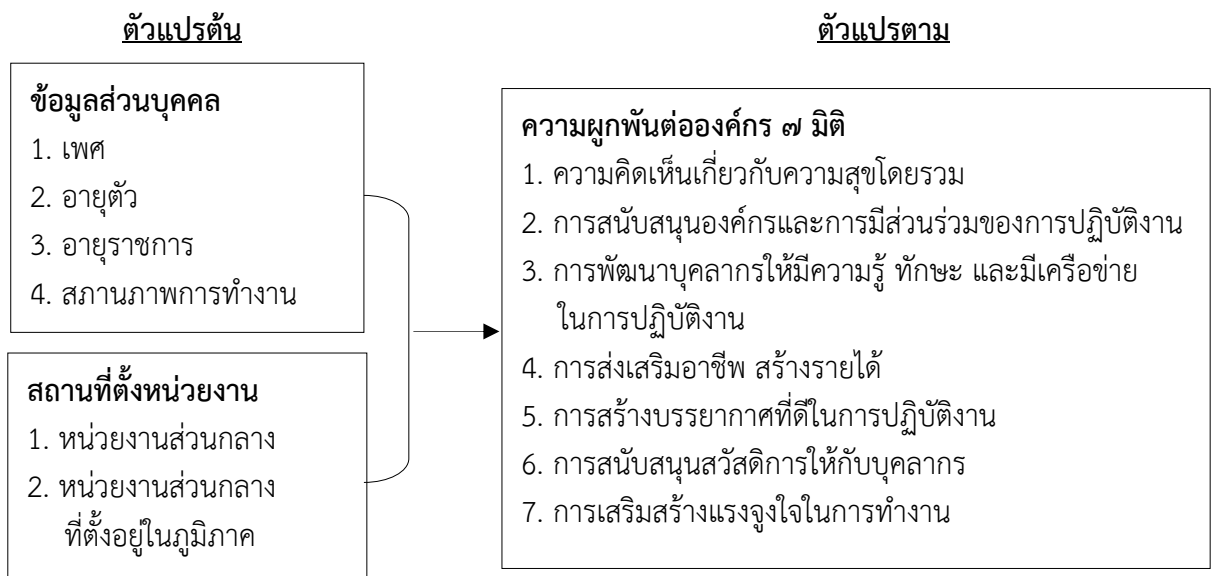 ตัวแปรต้น
ข้อมูลส่วนบุคคล
1. เพศ
2. อายุตัว
3. อายุราชการ
4. สภานภาพการทำงาน
สถานที่ตั้งหน่วยงาน
1. หน่วยงานส่วนกลาง
2. หน่วยงานส่วนกลาง
ที่ตั้งอยู่ในภูมิภาค
ตัวแปรตาม
ความผูกพันต่อองค์กร ๗ มิติ
1. ความคิดเห็นเกี่ยวกับความสุขโดยรวม
2. การสนับสนุนองค์กรและการมีส่วนร่วมของการปฏิบัติงาน
3. การพัฒนาบุคลากรให้มีความรู้ ทักษะ และมีเครือข่าย
ในการปฏิบัติงาน
4. การส่งเสริมอาชีพ สร้างรายได้
5. การสร้างบรรยากาศที่ดีในการปฏิบัติงาน
6. การสนับสนุนสวัสดิการให้กับบุคลากร
7. การเสริมสร้างแรงจูงใจในการทำงาน